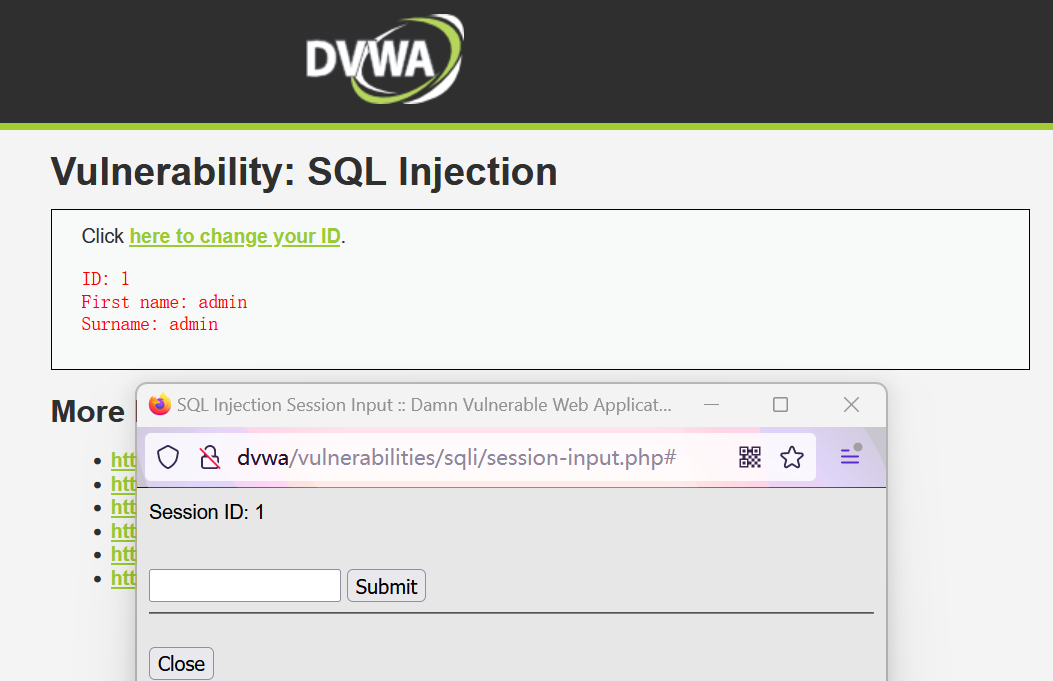 DVWA
Vulnerability: SQL Injection
Click here to change your ID.
ID: 1
First name: admin
Surname: admin
More
htt
htt
htt
htt
htt
htt
SQL Injection Session Input :: Damn Vulnerable Web Applicat...
dvwa/vulnerabilities/sqli/session-input.php#
Session ID: 1
Submit
Close